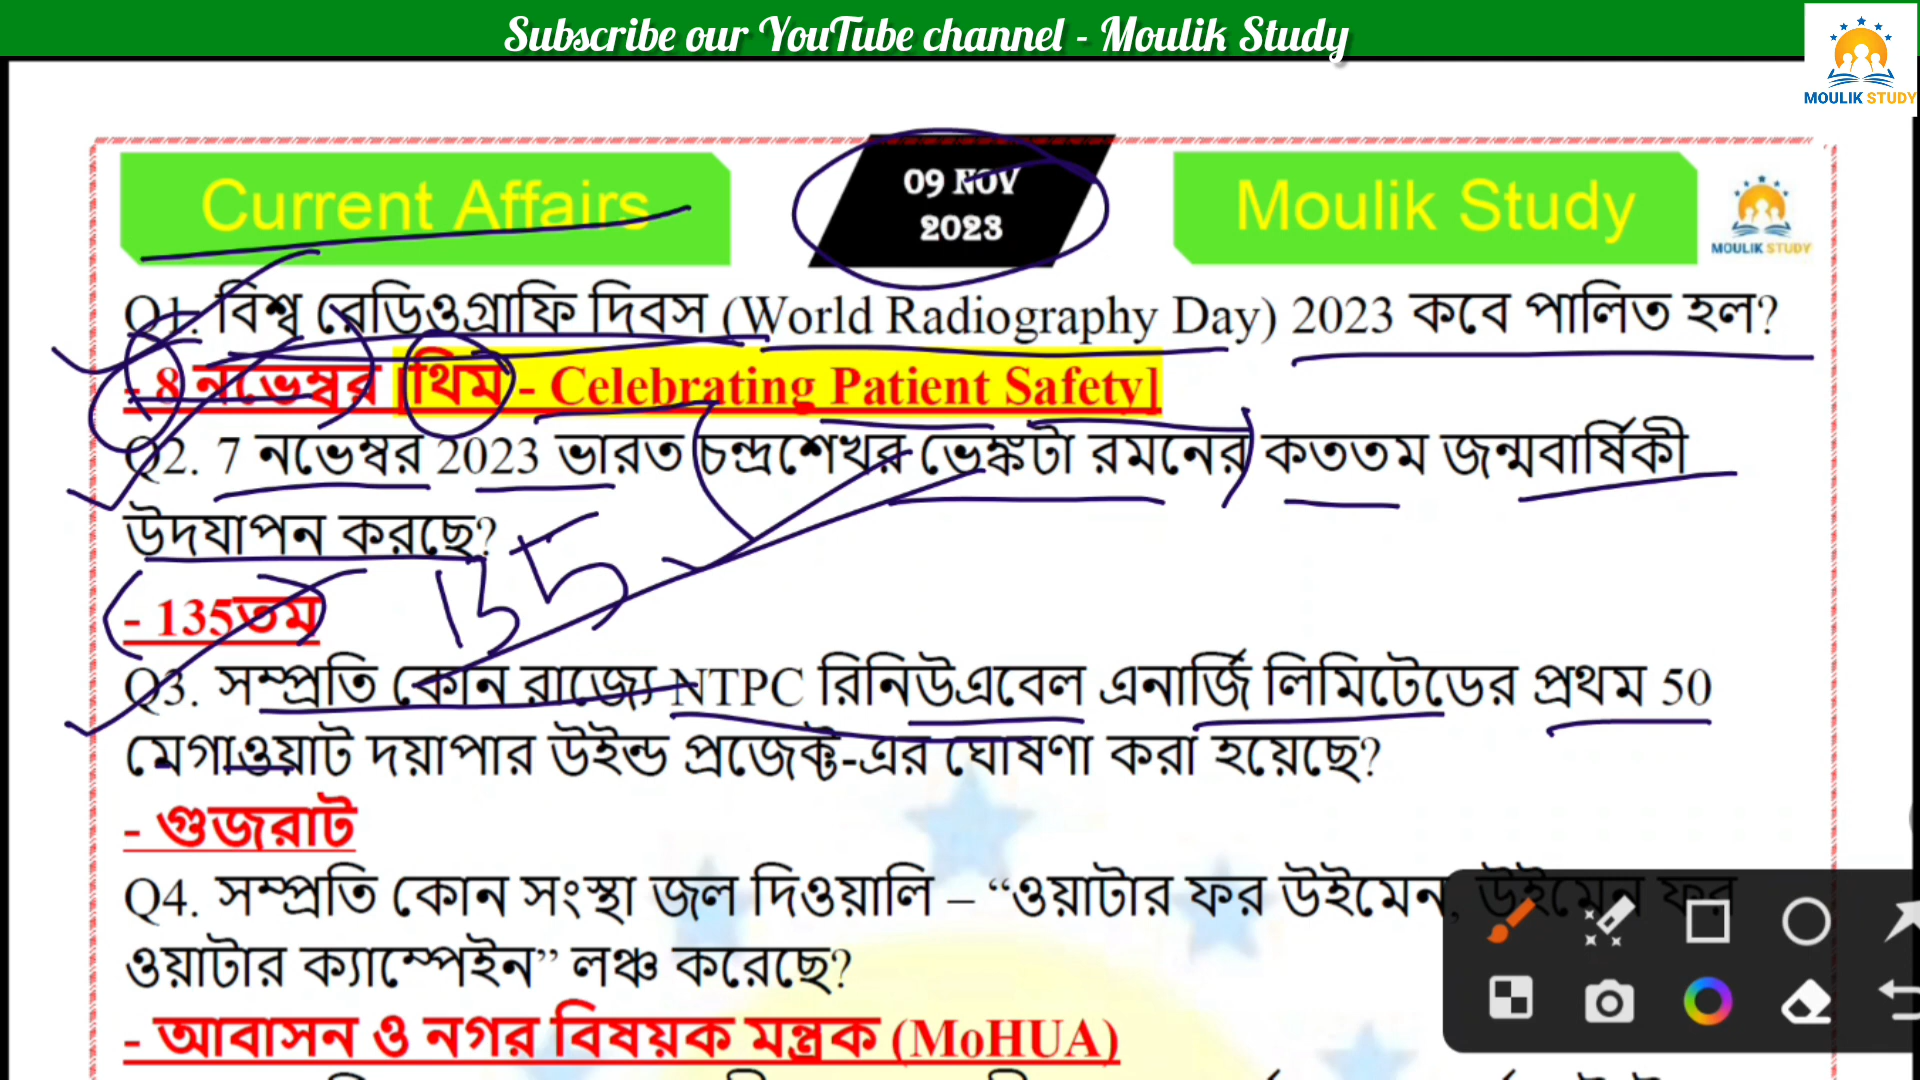 Subscribe our YouTube channel - Moulik Study
MOULIK STUDY
Current Affairs
09 NOV
2023
Moulik Study
MOULIK STUDY
Q1. বিশ্ব রেডিওগ্রাফি দিবস (World Radiography Day) 2023 কবে পালিত হল?
- 8 নভেম্বর [থিম - Celebrating Patient Safety]
Q2. 7 নভেম্বর 2023 ভারত চন্দ্রশেখর ভেঙ্কটা রমনের কততম জন্মবার্ষিকী
উদযাপন করছে?
135
- 135তম
Q3. সম্প্রতি কোন রাজ্যে NTPC রিনিউএবেল এনার্জি লিমিটেডের প্রথম 50
মেগাওয়াট দয়াপার উইন্ড প্রজেক্ট-এর ঘোষণা করা হয়েছে?
- গুজরাট
Q4. সম্প্রতি কোন সংস্থা জল দিওয়ালি – “ওয়াটার ফর উইমেন, উইমেন ফর
ওয়াটার ক্যাম্পেইন” লঞ্চ করেছে?
- আবাসন ও নগর বিষয়ক মন্ত্রক (MoHUA)